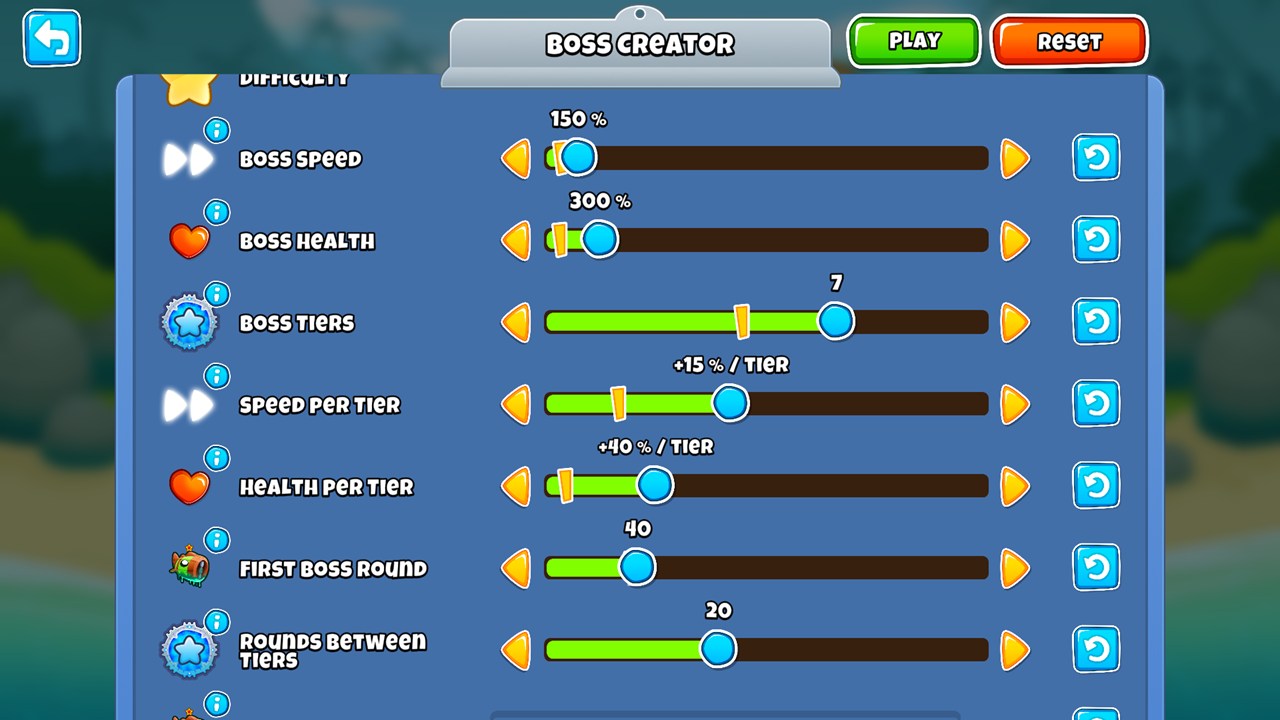 BOSS CREATOR
PLAY
RESET
DIFFICULTY
150 %
BOSS SPEED
300 %
BOSS HEALTH
7
BOSS TIERS
+15 % / TIER
SPEED PER TIER
+40 % / TIER
HEALTH PER TIER
40
FIRST BOSS ROUND
20
ROUNDS BETWEEN
TIERS